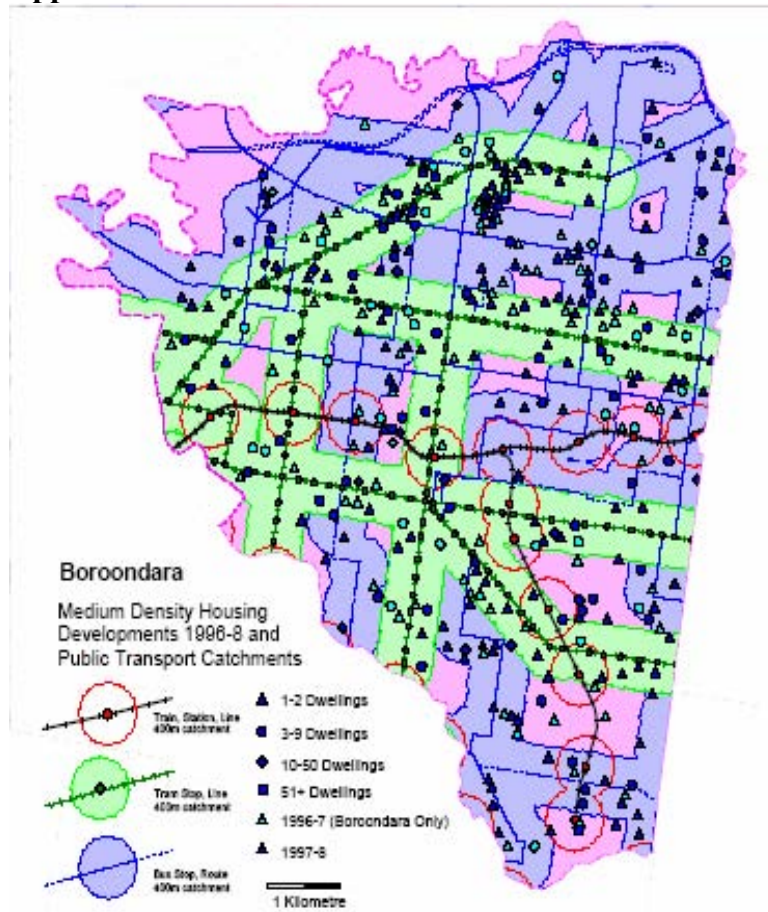 Boroondara
Medium Density Housing
Developments 1996-8 and
Public Transport Catchments
Train, Station, Line
400m catchment
Tram Stop, Line
400m catchment
Bus Stop, Route
400m catchment
1-2 Dwellings
3-9 Dwellings
10-50 Dwellings
51+ Dwellings
1996-7 (Boroondara Only)
1997-8
1 Kilometre